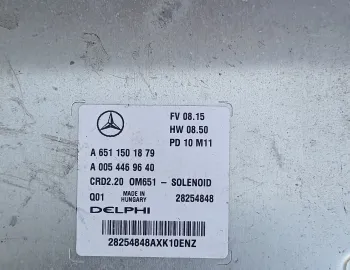 FV 08.15
HW 08.50
PD 10 M11
A 651 150 18 79
A 005 446 96 40
CRD2.20 OM651 - SOLENOID
Q01 MADE IN HUNGARY 28254848
DELPHI
28254848AXK10ENZ